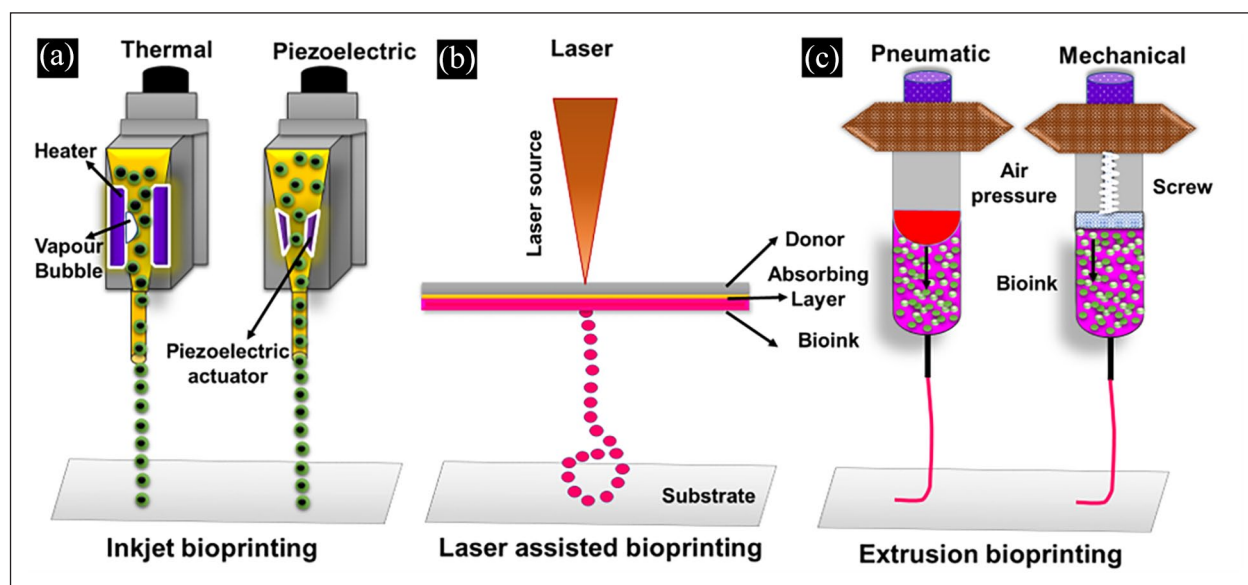 (a)
Thermal
Piezoelectric
Heater
Vapour
Bubble
Piezoelectric
actuator
Inkjet bioprinting
(b)
Laser
Laser source
Donor
Absorbing
Layer
Bioink
Substrate
Laser assisted bioprinting
(c)
Pneumatic
Mechanical
Air
pressure
Screw
Bioink
Extrusion bioprinting